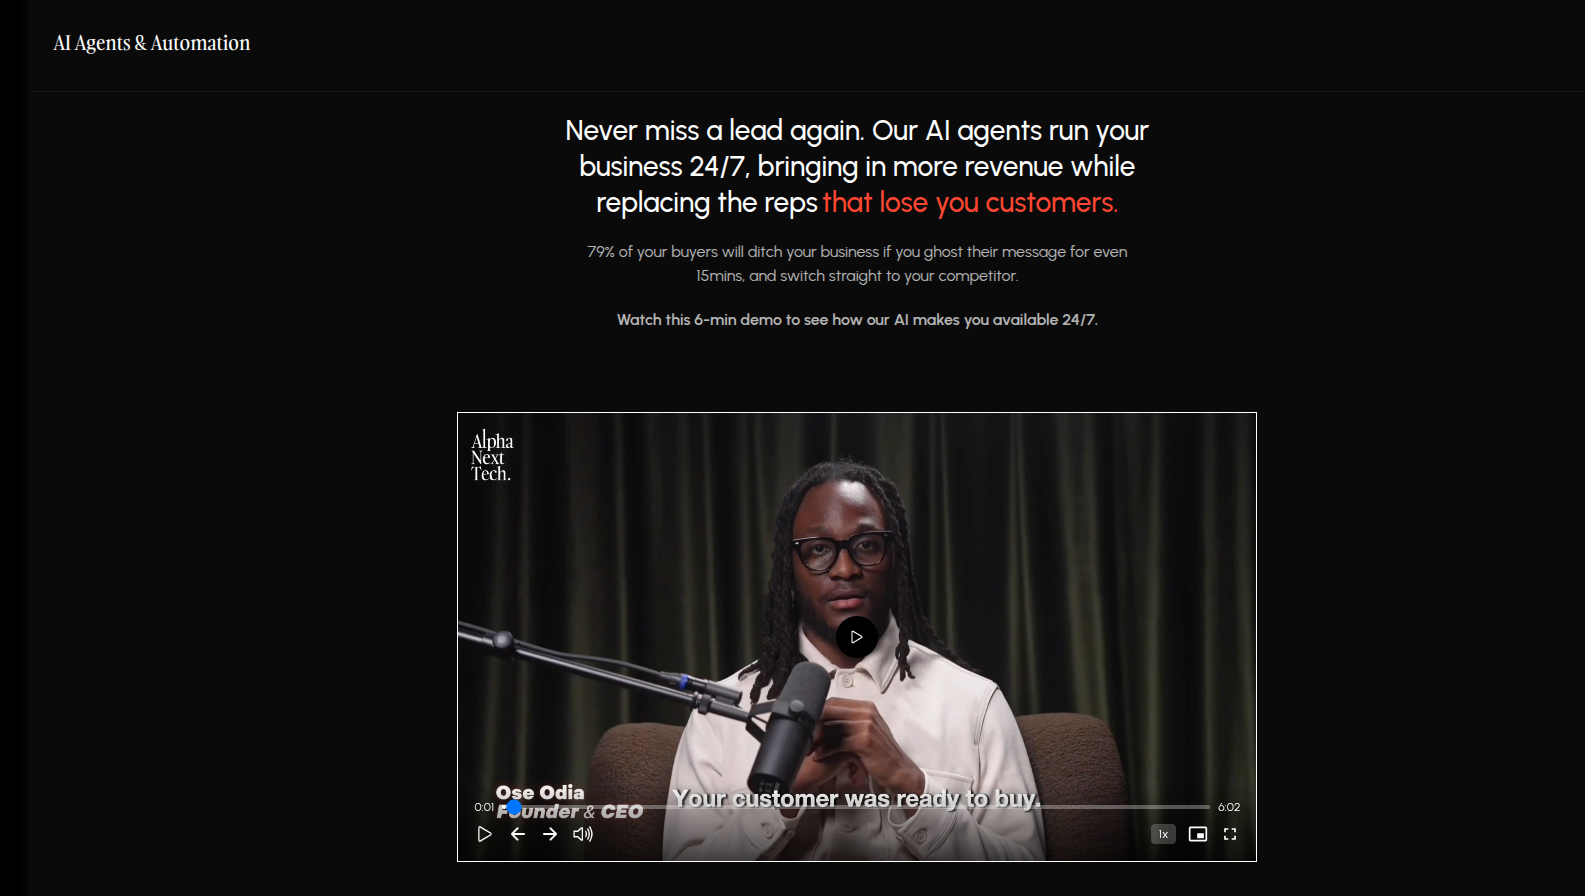 AI Agents & Automation
Never miss a lead again. Our AI agents run your
business 24/7, bringing in more revenue while
replacing the reps that lose you customers.
79% of your buyers will ditch your business if you ghost their message for even
15mins, and switch straight to your competitor.
Watch this 6-min demo to see how our AI makes you available 24/7.
Alpha
Next
Tech.
Ose Odia
Founder & CEO
Your customer was ready to buy.
0:01
6:02
1x